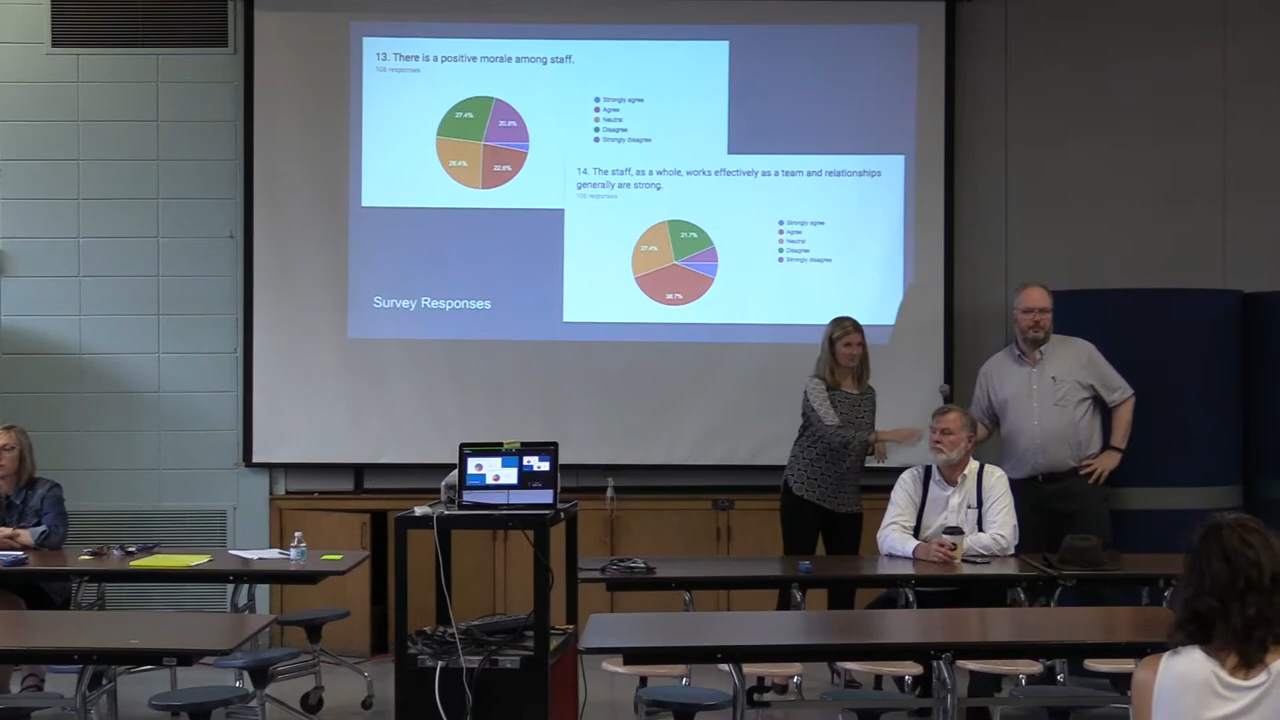 13. There is a positive morale among staff.
106 responses
27.4%
20.8%
26.4%
22.6%
Strongly agree
Agree
Neutral
Disagree
Strongly disagree
14. The staff, as a whole, works effectively as a team and relationships
generally are strong.
106 responses
21.7%
27.4%
38.7%
Strongly agree
Agree
Neutral
Disagree
Strongly disagree
Survey Responses